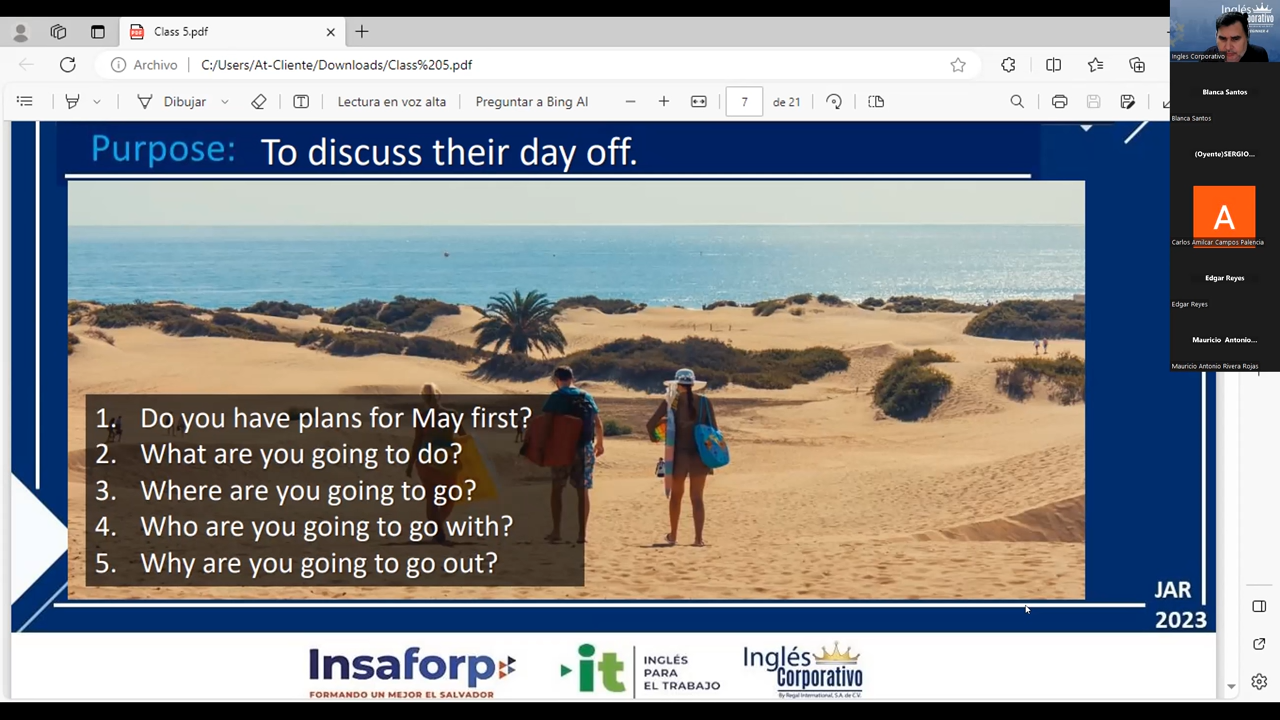 Class 5.pdf
Archivo
C:/Users/At-Cliente/Downloads/Class%205.pdf
Dibujar
Lectura en voz alta
Preguntar a Bing AI
7
de 21
Purpose: To discuss their day off.
1. Do you have plans for May first?
2. What are you going to do?
3. Where are you going to go?
4. Who are you going to go with?
5. Why are you going to go out?
JAR
2023
Insaforp
FORMANDO UN MEJOR EL SALVADOR
it
INGLÉS
PARA
EL TRABAJO
Inglés
Corporativo
By Regal International, S.A. de C.V.
Inglés
Corporativo
Ingles Corporativo
Blanca Santos
Blanca Santos
(Oyente)SERGIO...
A
Carlos Amilcar Campos Palencia
Edgar Reyes
Edgar Reyes
Mauricio Antonio...
Mauricio Antonio Rivera Rojas